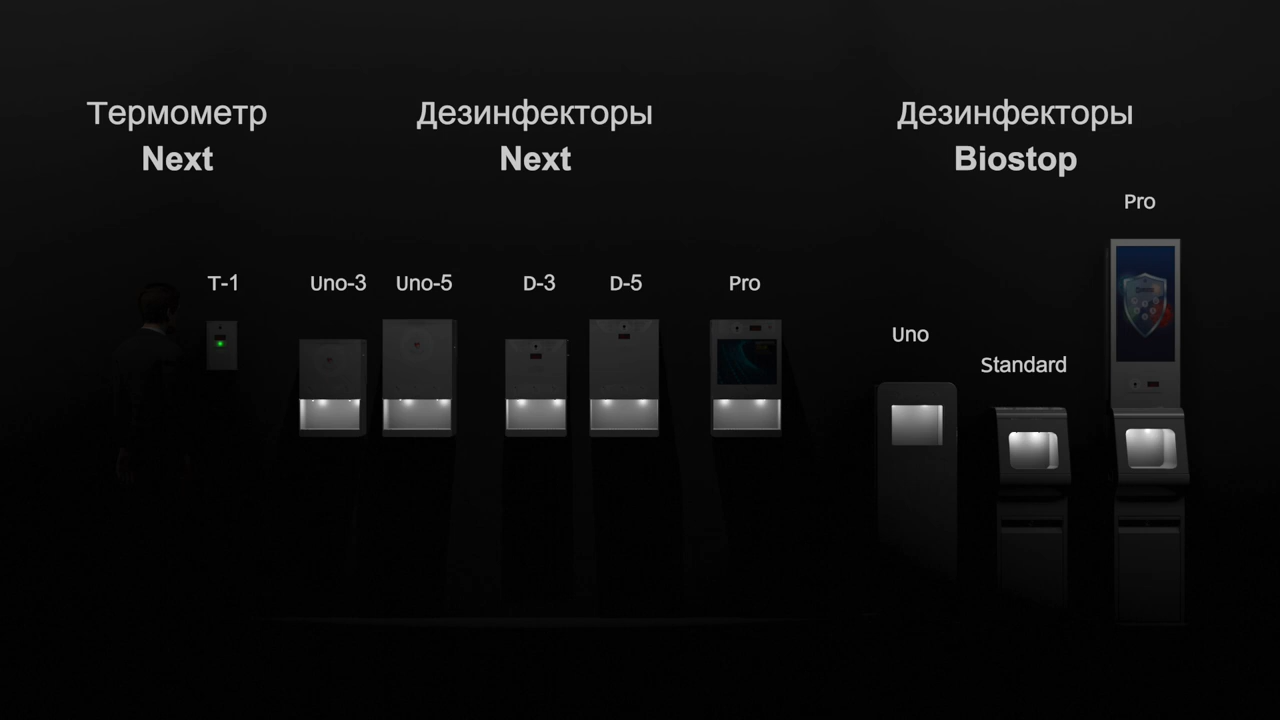 Термометр
Next
Дезинфекторы
Next
Дезинфекторы
Biostop
T-1
Uno-3
Uno-5
D-3
D-5
Pro
Uno
Standard
Pro